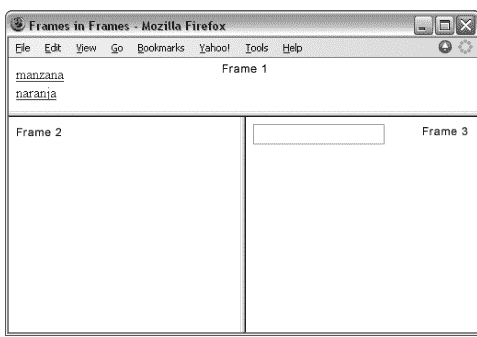 Frames in Frames - Mozilla Firefox
File Edit View Go Bookmarks Yahoo! Tools Help
manzana
Frame 1
naranja
Frame 2
Frame 3